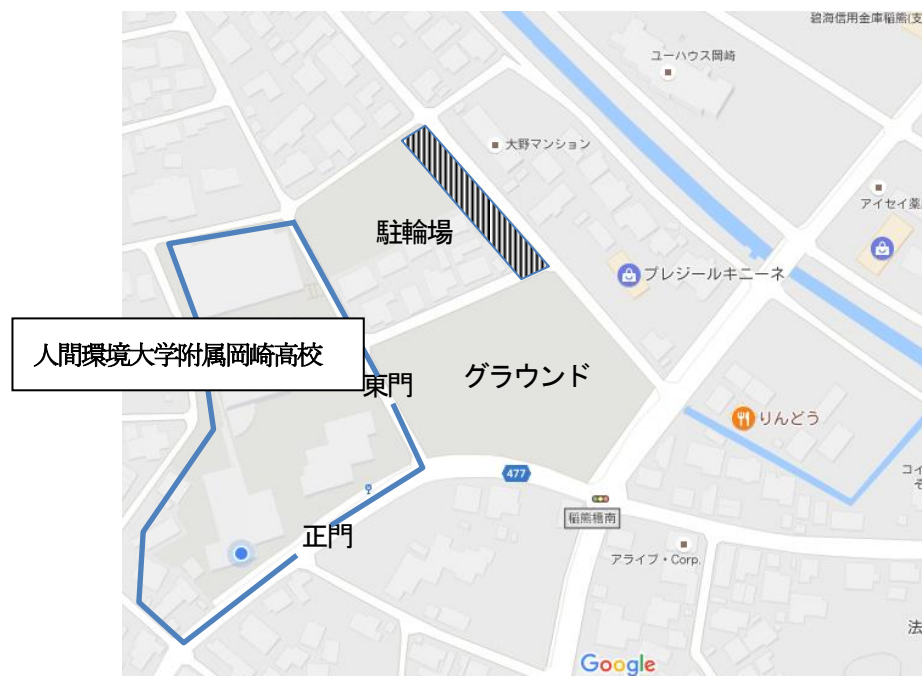 碧海信用金庫稲熊(支
ユーハウス岡崎
大野マンション
アイセイ薬
駐輪場
プレジールキニーネ
人間環境大学附属岡崎高校
東門
グラウンド
りんどう
477
コイ
そ
稲熊橋南
正門
アライブ・Corp.
法
Google